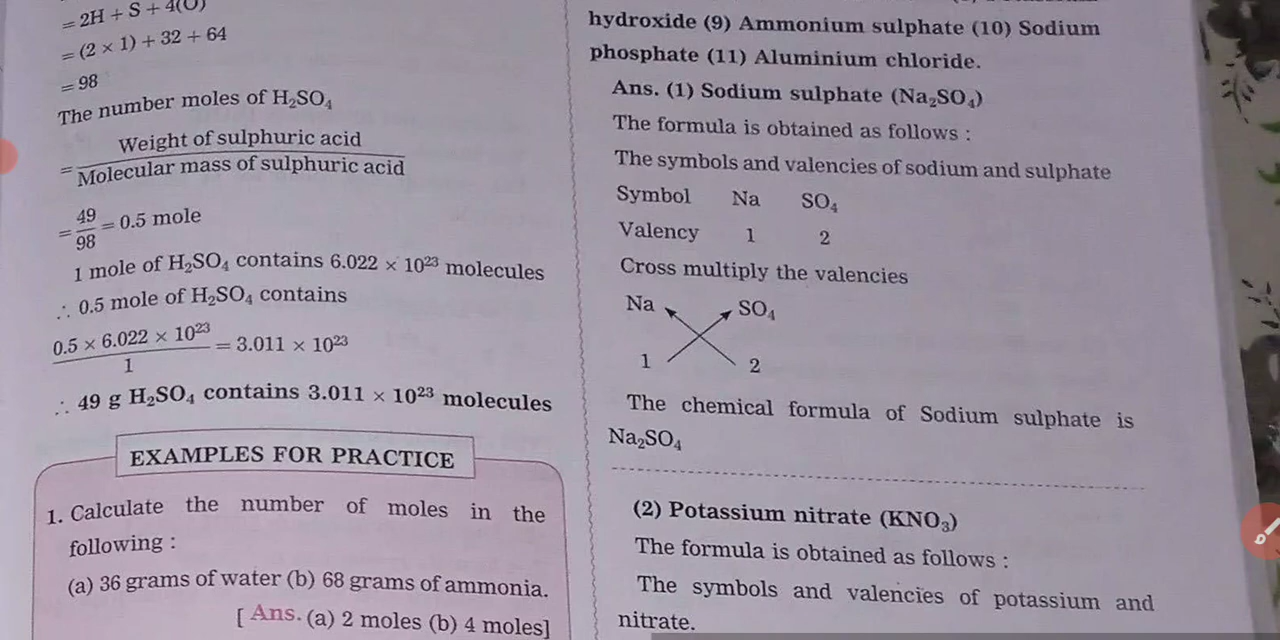 = 2H + S + 4(O)
= (2 × 1) + 32 + 64
= 98
The number moles of H₂SO₄
= Weight of sulphuric acid
Molecular mass of sulphuric acid
= 49/98 = 0.5 mole
1 mole of H₂SO₄ contains 6.022 × 10²³ molecules
∴ 0.5 mole of H₂SO₄ contains
0.5 × 6.022 × 10²³
1
= 3.011 × 10²³
∴ 49 g H₂SO₄ contains 3.011 × 10²³ molecules
EXAMPLES FOR PRACTICE
1. Calculate the number of moles in the
following :
(a) 36 grams of water (b) 68 grams of ammonia.
[ Ans. (a) 2 moles (b) 4 moles]
hydroxide (9) Ammonium sulphate (10) Sodium
phosphate (11) Aluminium chloride.
Ans. (1) Sodium sulphate (Na₂SO₄)
The formula is obtained as follows :
The symbols and valencies of sodium and sulphate
Symbol Na SO₄
Valency 1 2
Cross multiply the valencies
Na SO₄
1 2
The chemical formula of Sodium sulphate is
Na₂SO₄
(2) Potassium nitrate (KNO₃)
The formula is obtained as follows :
The symbols and valencies of potassium and
nitrate.